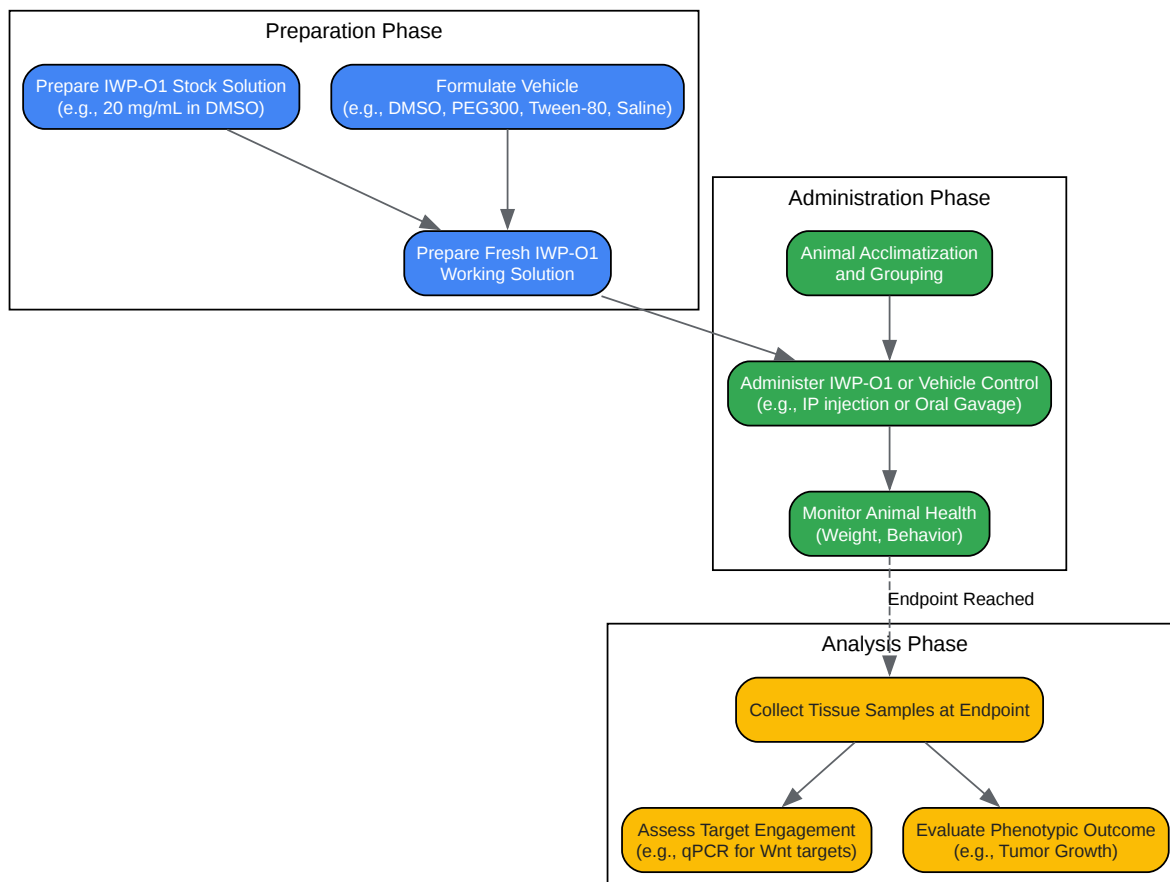 Preparation Phase
Prepare IWP-O1 Stock Solution
(e.g., 20 mg/mL in DMSO)
Formulate Vehicle
(e.g., DMSO, PEG300, Tween-80, Saline)
Prepare Fresh IWP-O1
Working Solution
Administration Phase
Animal Acclimatization
and Grouping
Administer IWP-O1 or Vehicle Control
(e.g., IP injection or Oral Gavage)
Monitor Animal Health
(Weight, Behavior)
Endpoint Reached
Analysis Phase
Collect Tissue Samples at Endpoint
Assess Target Engagement
(e.g., qPCR for Wnt targets)
Evaluate Phenotypic Outcome
(e.g., Tumor Growth)